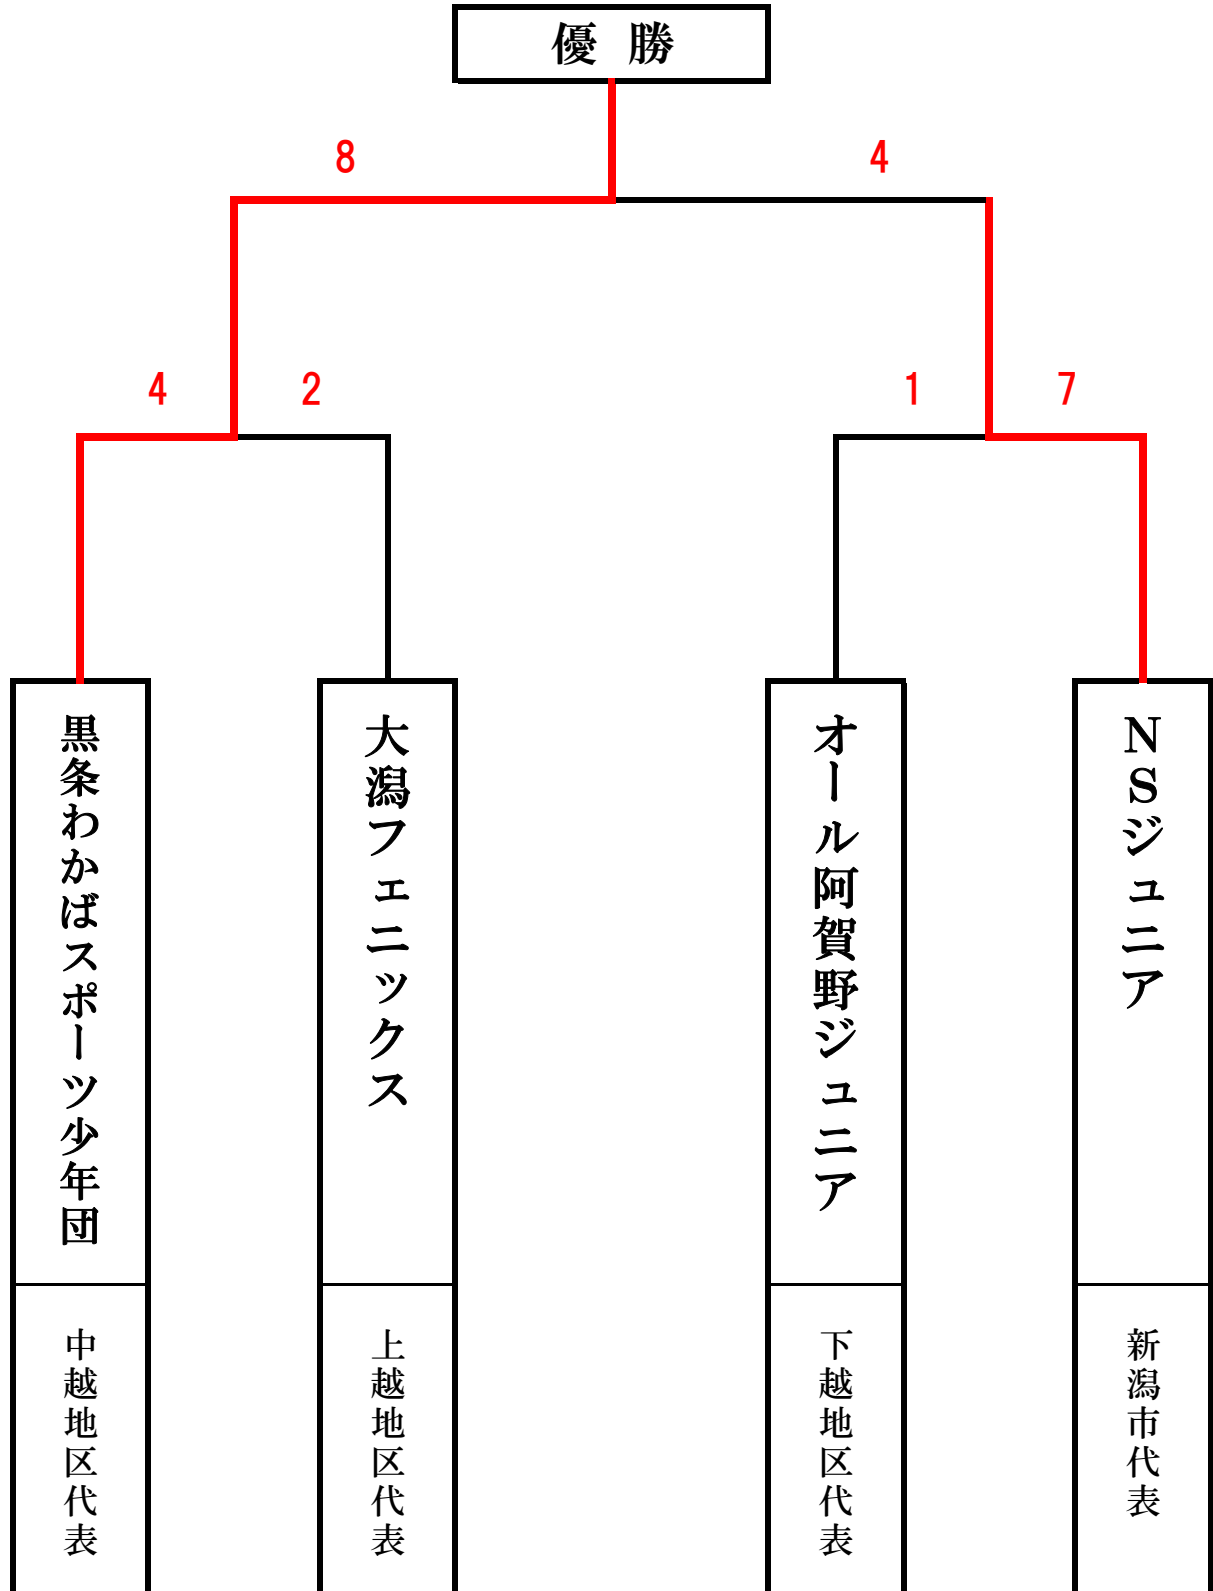 優 勝
8
4
4
2
1
7
黒条わかばスポーツ少年団
大潟フェニックス
オール阿賀野ジュニア
NSジュニア
中越地区代表
上越地区代表
下越地区代表
新潟市代表